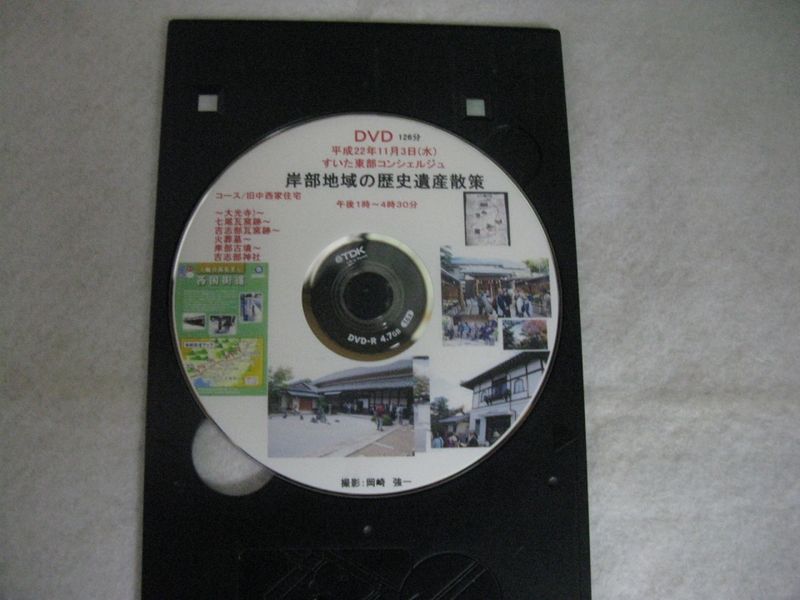 DVD 126分
平成22年11月3日(水)
すいた東部コンシェルジュ
岸部地域の歴史遺産散策
コース/旧中西家住宅
午後1時～4時30分
～大光寺)～
七尾瓦窯跡～
吉志部瓦窯跡～
火葬墓～
岸部古墳～
吉志部神社
TDK
西国街道
DVD-R 4.7GB
撮影:岡崎 強一